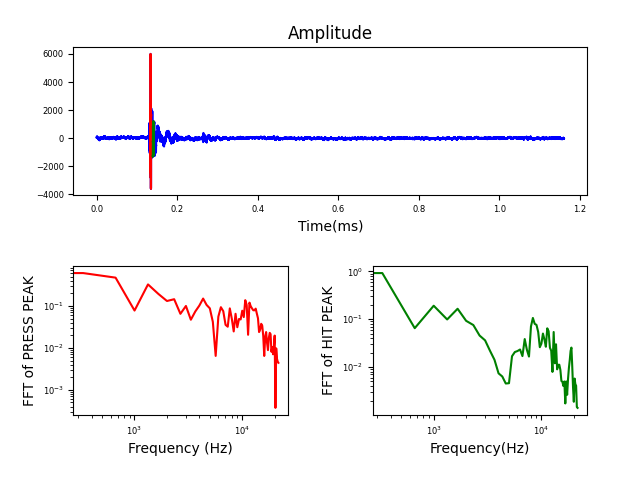 Amplitude
6000
4000
2000
0
−2000
−4000
0.0 0.2 0.4 0.6 0.8 1.0 1.2
Time(ms)
FFT of PRESS PEAK
10⁻¹
10⁻²
10⁻³
10³ 10⁴
Frequency (Hz)
FFT of HIT PEAK
10⁰
10⁻¹
10⁻²
10³ 10⁴
Frequency(Hz)